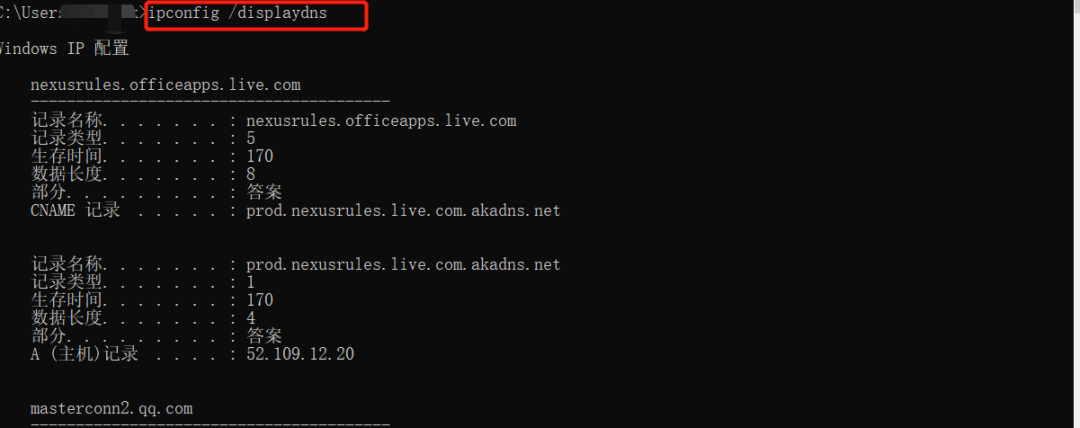 C:\Users
>ipconfig /displaydns
Windows IP 配置
nexusrules.officeapps.live.com
----------------------------------------
记录名称. . . . . . . : nexusrules.officeapps.live.com
记录类型. . . . . . . : 5
生存时间. . . . . . . : 170
数据长度. . . . . . . : 8
部分. . . . . . . . . : 答案
CNAME 记录 . . . . . : prod.nexusrules.live.com.akadns.net
记录名称. . . . . . . : prod.nexusrules.live.com.akadns.net
记录类型. . . . . . . : 1
生存时间. . . . . . . : 170
数据长度. . . . . . . : 4
部分. . . . . . . . . : 答案
A (主机)记录 . . . . : 52.109.12.20
masterconn2.qq.com
----------------------------------------